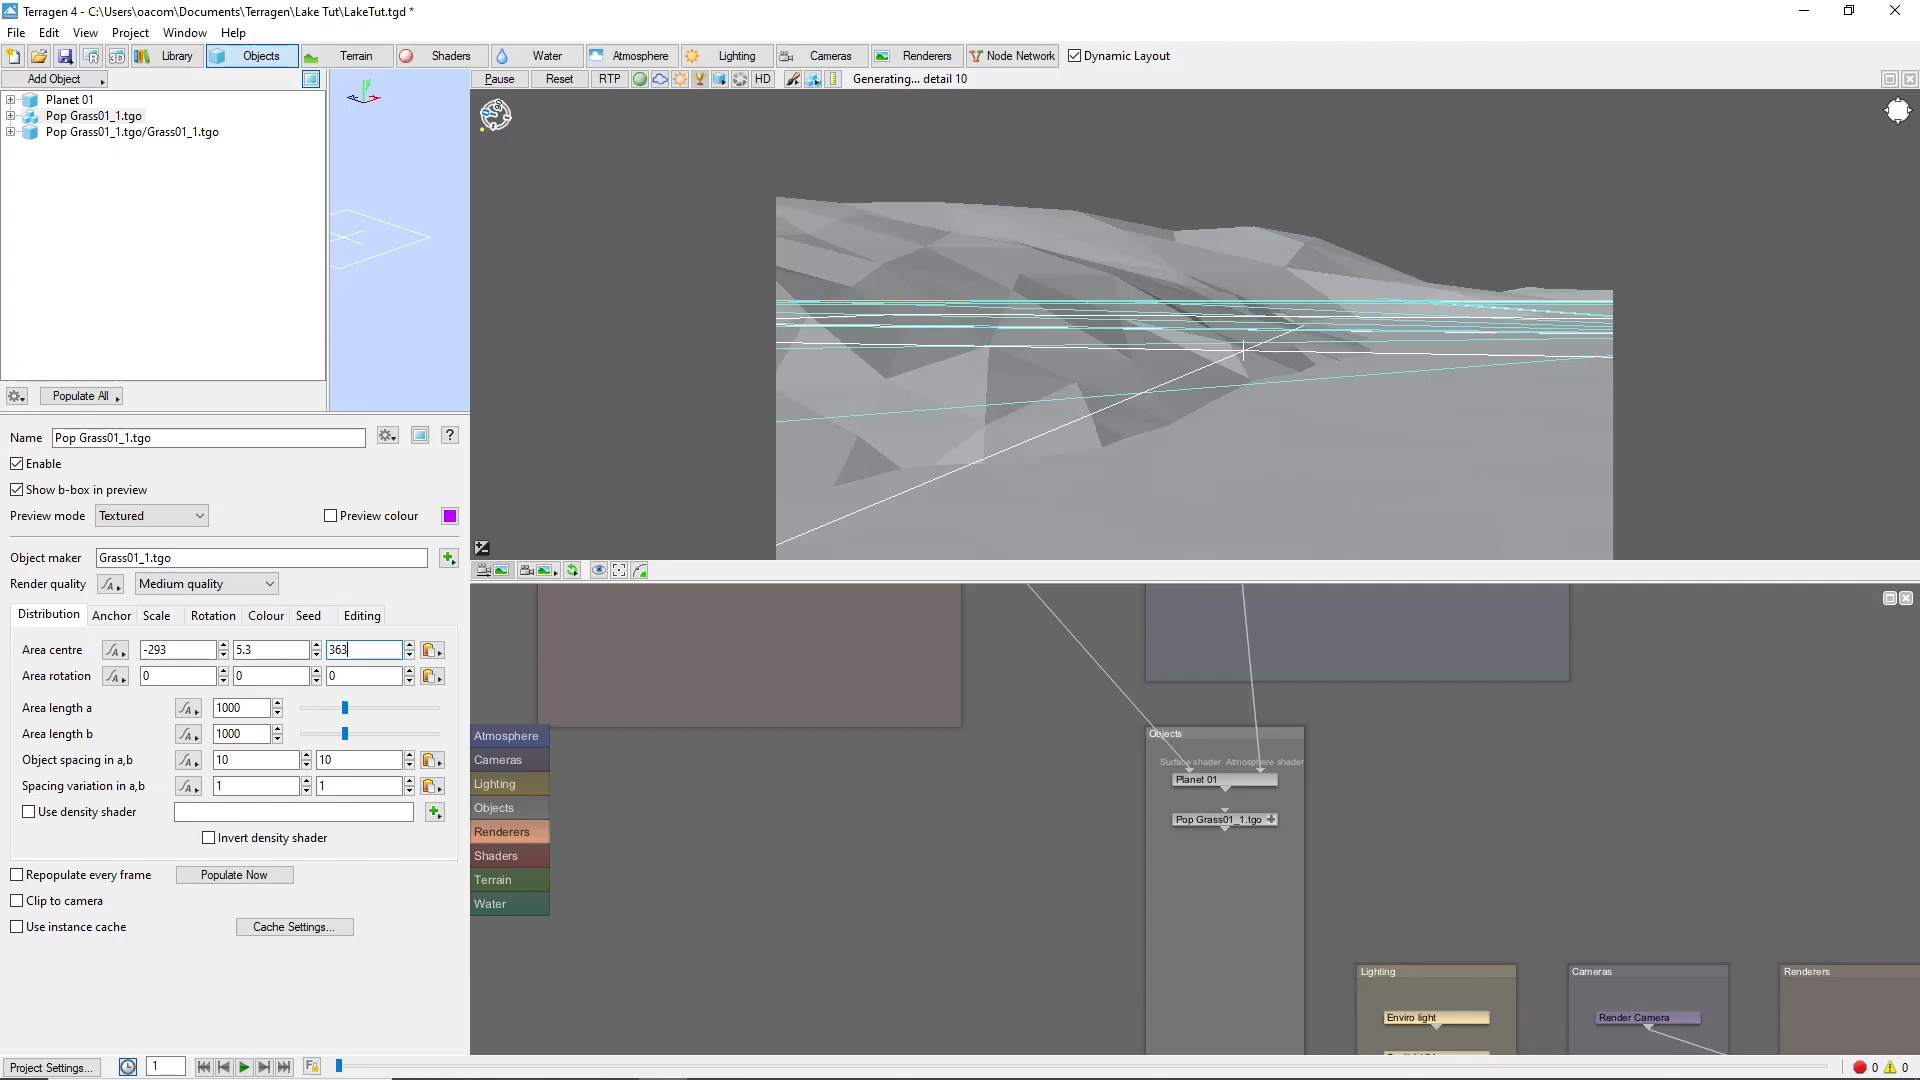 Terragen 4 - C:\Users\oacom\Documents\Terragen\Lake Tut\LakeTut.tgd *
File Edit View Project Window Help
Library Objects Terrain Shaders Water Atmosphere Lighting Cameras Renderers Node Network Dynamic Layout
Add Object Pause Reset RTP HD Generating... detail 10
Planet 01
Pop Grass01_1.tgo
Pop Grass01_1.tgo/Grass01_1.tgo
Populate All
Name Pop Grass01_1.tgo ?
Enable
Show b-box in preview
Preview mode Textured Preview colour
Object maker Grass01_1.tgo
Render quality Medium quality
Distribution Anchor Scale Rotation Colour Seed Editing
Area centre -293 5.3 363
Area rotation 0 0 0
Area length a 1000
Area length b 1000
Object spacing in a,b 10 10
Spacing variation in a,b 1 1
Use density shader
Invert density shader
Repopulate every frame Populate Now
Clip to camera
Use instance cache Cache Settings...
Atmosphere
Cameras
Lighting
Objects
Renderers
Shaders
Terrain
Water
Objects
Surface shader Atmosphere shader
Planet 01
Pop Grass01_1.tgo
Lighting
Enviro light
Cameras
Render Camera
Renderers
Project Settings... 1 0 0